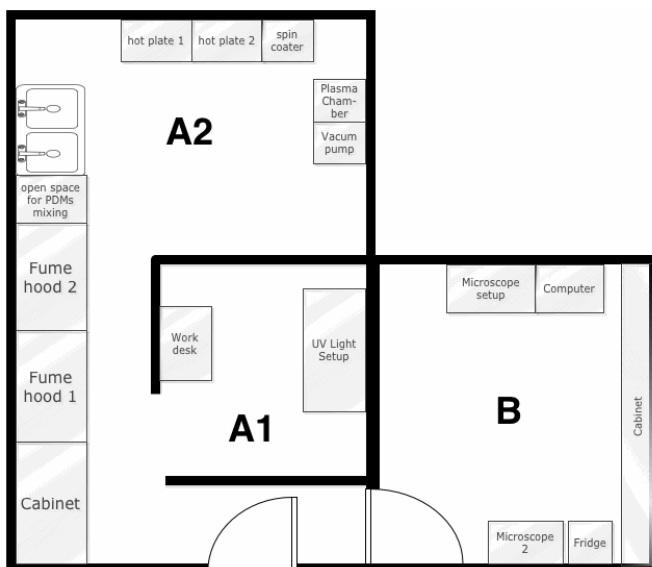 hot plate 1
hot plate 2
spin
coater
Plasma
Cham-
ber
Vacum
pump
A2
open space
for PDMs
mixing
Fume
hood 2
Fume
hood 1
Cabinet
Work
desk
UV Light
Setup
A1
Microscope
setup
Computer
B
Cabinet
Microscope
2
Fridge